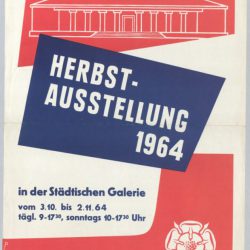 HERBST-
AUSSTELLUNG
1964
in der Städtischen Galerie
vom 3.10. bis 2.11.64
tägl. 9-17³⁰, sonntags 10-17³⁰ Uhr